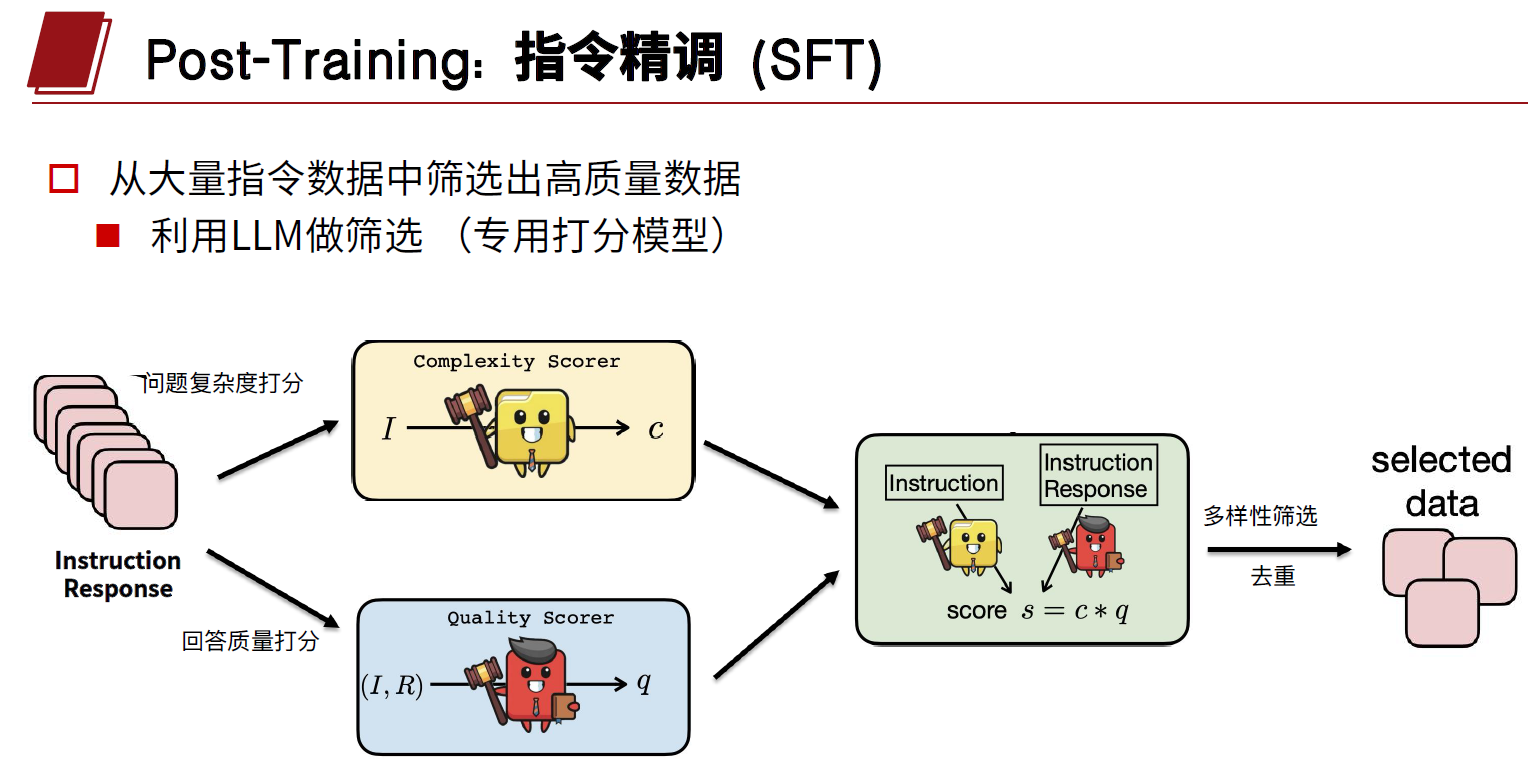 Post-Training：指令精调（SFT）
从大量指令数据中筛选出高质量数据
利用LLM做筛选 （专用打分模型）
问题复杂度打分
Instruction
Response
回答质量打分
Complexity Scorer
I
c
Quality Scorer
(I, R)
q
Instruction
Instruction
Response
score s = c * q
多样性筛选
去重
selected
data